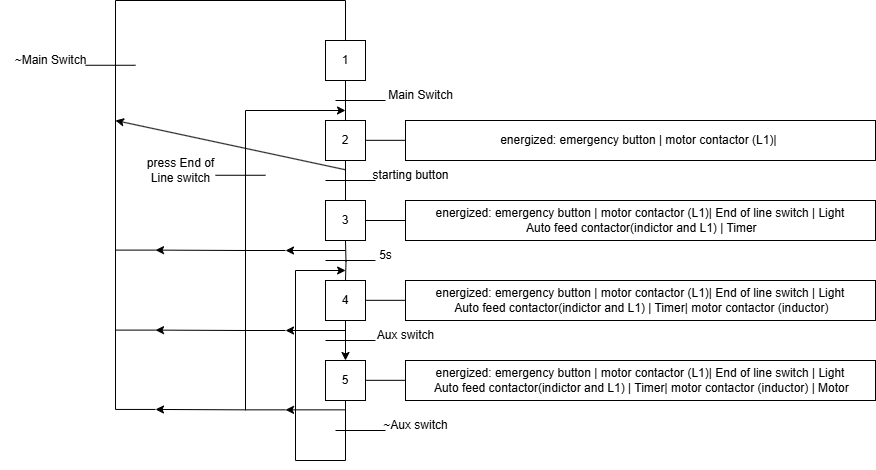 ~Main Switch
1
Main Switch
2
energized: emergency button | motor contactor (L1)|
press End of
Line switch
starting button
3
energized: emergency button | motor contactor (L1)| End of line switch | Light
Auto feed contactor(indictor and L1) | Timer
5s
4
energized: emergency button | motor contactor (L1)| End of line switch | Light
Auto feed contactor(indictor and L1) | Timer| motor contactor (inductor)
Aux switch
5
energized: emergency button | motor contactor (L1)| End of line switch | Light
Auto feed contactor(indictor and L1) | Timer| motor contactor (inductor) | Motor
~Aux switch